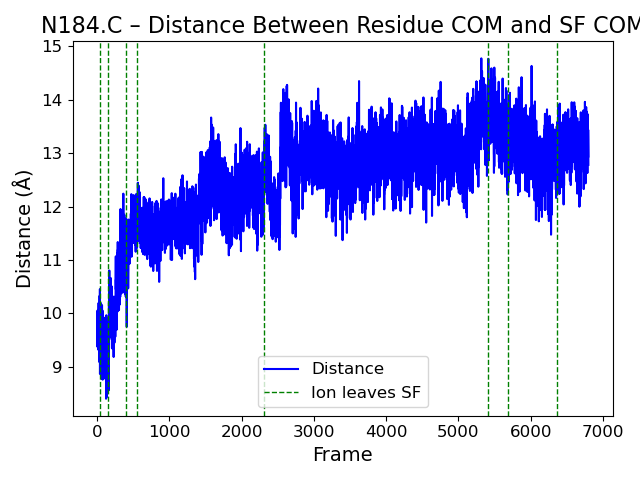 N184.C – Distance Between Residue COM and SF COM
15
14
13
12
11
10
9
Distance (Å)
Distance
Ion leaves SF
0 1000 2000 3000 4000 5000 6000 7000
Frame